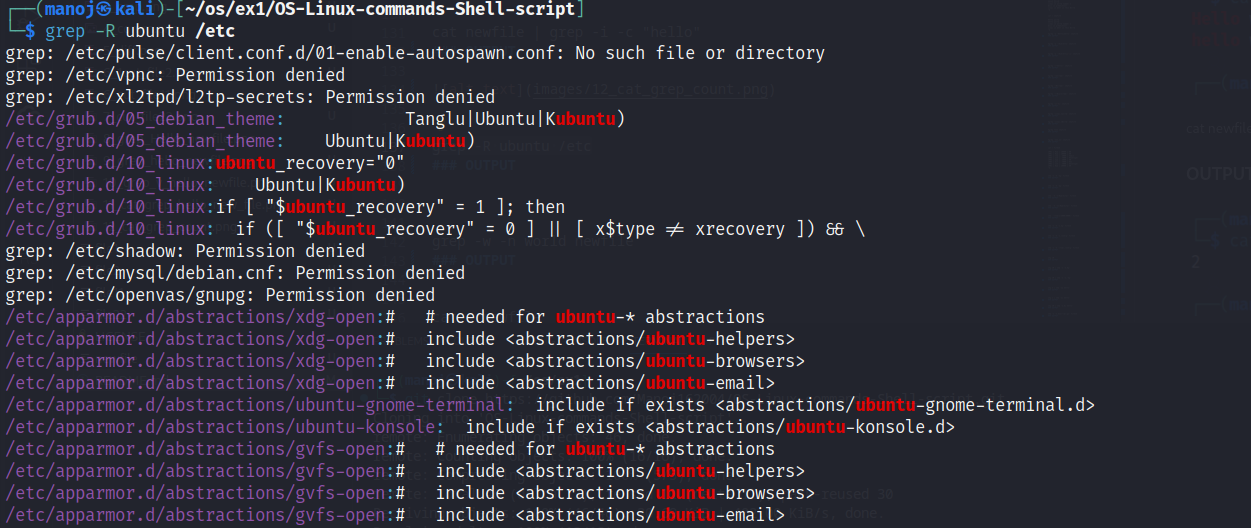 ┌──(manoj㉿kali)-[~/os/ex1/OS-Linux-commands-Shell-script]
└─$ grep -R ubuntu /etc
grep: /etc/pulse/client.conf.d/01-enable-autospawn.conf: No such file or directory
grep: /etc/vpnc: Permission denied
grep: /etc/xl2tpd/l2tp-secrets: Permission denied
/etc/grub.d/05_debian_theme:            Tanglu|Ubuntu|Kubuntu)
/etc/grub.d/05_debian_theme:    Ubuntu|Kubuntu)
/etc/grub.d/10_linux:ubuntu_recovery="0"
/etc/grub.d/10_linux:    Ubuntu|Kubuntu)
/etc/grub.d/10_linux:if [ "$ubuntu_recovery" = 1 ]; then
/etc/grub.d/10_linux:  if ([ "$ubuntu_recovery" = 0 ] || [ x$type != xrecovery ]) && \
grep: /etc/shadow: Permission denied
grep: /etc/mysql/debian.cnf: Permission denied
grep: /etc/openvas/gnupg: Permission denied
/etc/apparmor.d/abstractions/xdg-open:#   # needed for ubuntu-* abstractions
/etc/apparmor.d/abstractions/xdg-open:#   include <abstractions/ubuntu-helpers>
/etc/apparmor.d/abstractions/xdg-open:#   include <abstractions/ubuntu-browsers>
/etc/apparmor.d/abstractions/xdg-open:#   include <abstractions/ubuntu-email>
/etc/apparmor.d/abstractions/ubuntu-gnome-terminal:  include if exists <abstractions/ubuntu-gnome-terminal.d>
/etc/apparmor.d/abstractions/ubuntu-konsole:  include if exists <abstractions/ubuntu-konsole.d>
/etc/apparmor.d/abstractions/gvfs-open:#   # needed for ubuntu-* abstractions
/etc/apparmor.d/abstractions/gvfs-open:#   include <abstractions/ubuntu-helpers>
/etc/apparmor.d/abstractions/gvfs-open:#   include <abstractions/ubuntu-browsers>
/etc/apparmor.d/abstractions/gvfs-open:#   include <abstractions/ubuntu-email>